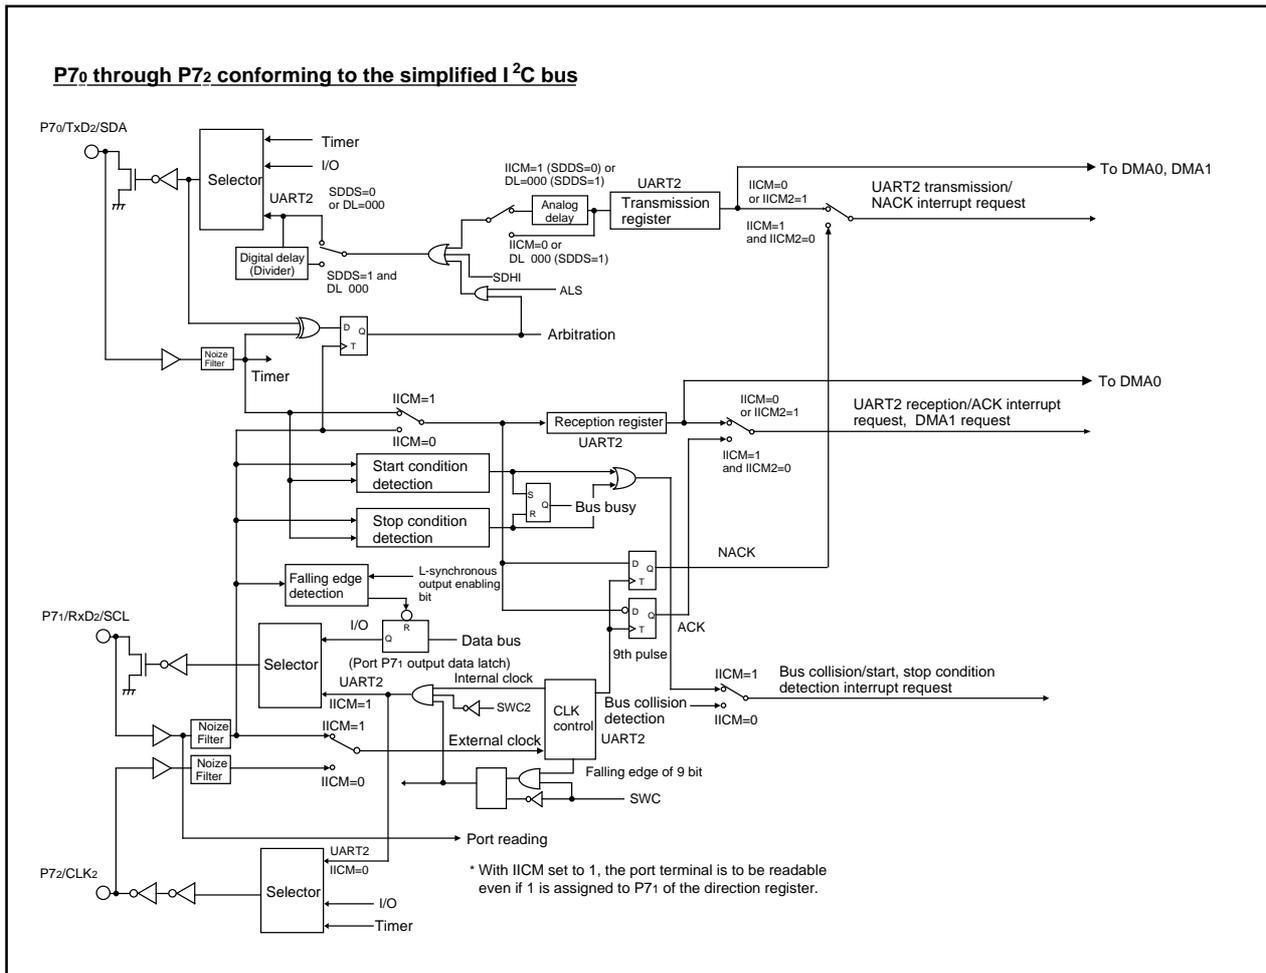 P70 through P72 conforming to the simplified I 2C bus
P70/TxD2/SDA
Selector
Timer
I/O
UART2
SDDS=0
or DL=000
Digital delay
(Divider)
SDDS=1 and
DL 000
IICM=1 (SDDS=0) or
DL=000 (SDDS=1)
Analog
delay
IICM=0 or
DL 000 (SDDS=1)
UART2
Transmission
register
SDHI
ALS
To DMA0, DMA1
IICM=0
or IICM2=1
IICM=1
and IICM2=0
UART2 transmission/
NACK interrupt
request
D
Q
T
Arbitration
Noize
Filter
Timer
IICM=1
IICM=0
Reception register
UART2
To DMA0
IICM=0
or IICM2=1
IICM=1
and IICM2=0
UART2 reception/ACK interrupt
request, DMA1 request
Start condition
detection
Stop condition
detection
S
R
Q
Bus busy
NACK
D
Q
T
D
Q
T
ACK
9th pulse
Falling edge
detection
L-synchronous
output enabling
bit
P71/RxD2/SCL
Selector
I/O
R
Q
Data bus
(Port P71 output data latch)
UART2
IICM=1
Internal clock
SWC2
CLK
control
UART2
Bus collision
detection
IICM=1
IICM=0
Bus collision/start, stop condition
detection interrupt request
Noize
Filter
IICM=1
External clock
Noize
Filter
IICM=0
Falling edge of 9 bit
SWC
Port reading
P72/CLK2
Selector
UART2
IICM=0
I/O
Timer
* With IICM set to 1, the port terminal is to be readable
even if 1 is assigned to P71 of the direction register.